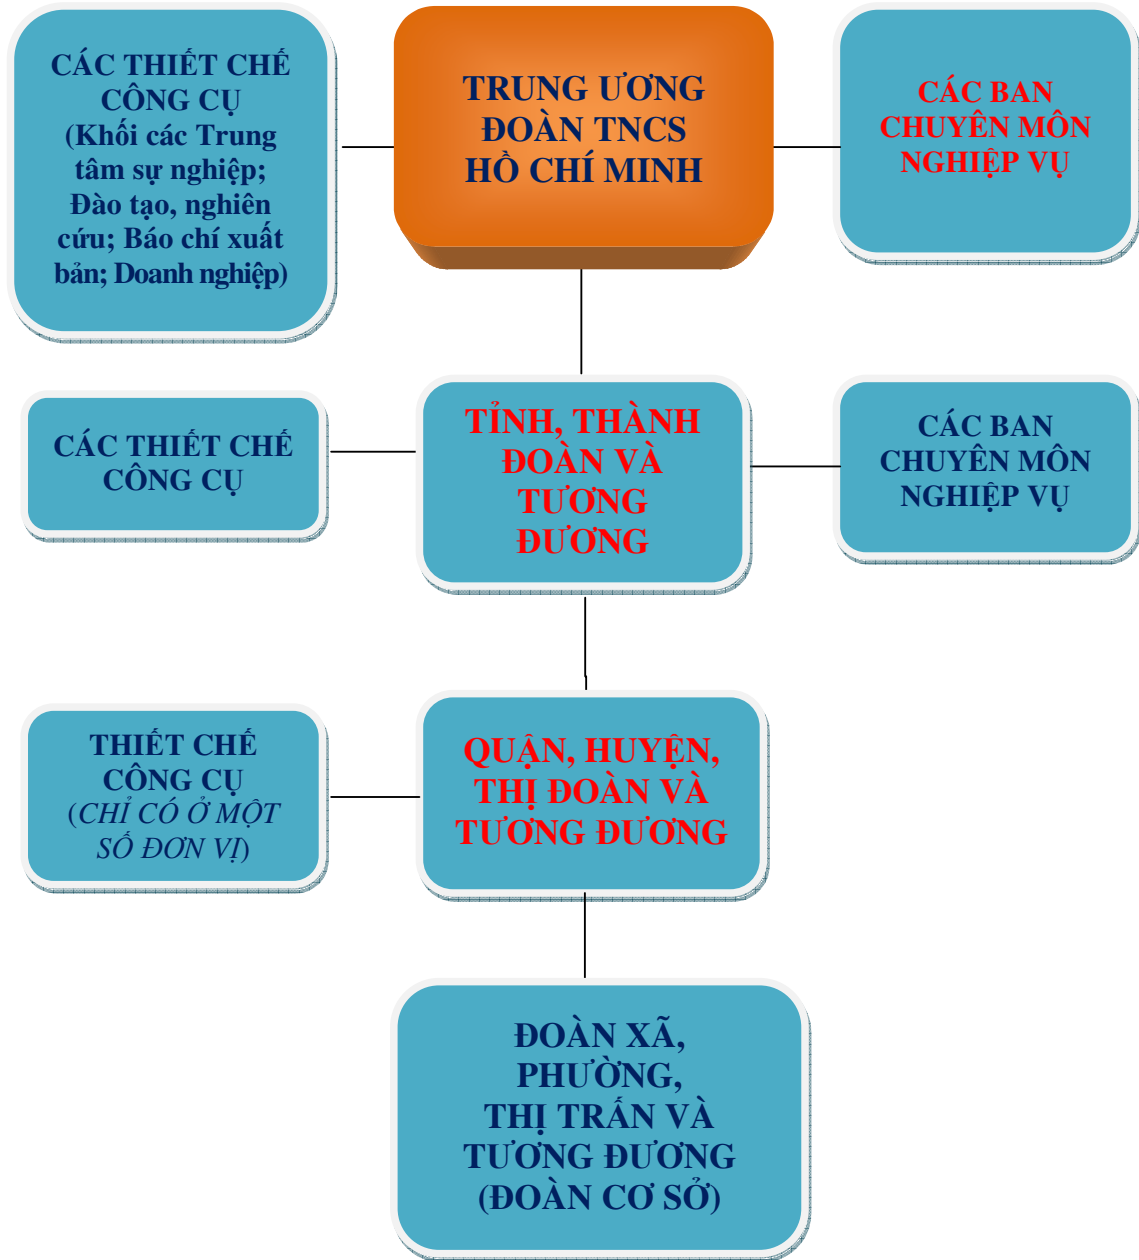 CÁC THIẾT CHẾ
CÔNG CỤ
(Khối các Trung
tâm sự nghiệp;
Đào tạo, nghiên
cứu; Báo chí xuất
bản; Doanh nghiệp)
TRUNG ƯƠNG
ĐOÀN TNCS
HỒ CHÍ MINH
CÁC BAN
CHUYÊN MÔN
NGHIỆP VỤ
CÁC THIẾT CHẾ
CÔNG CỤ
TỈNH, THÀNH
ĐOÀN VÀ
TƯƠNG
ĐƯƠNG
CÁC BAN
CHUYÊN MÔN
NGHIỆP VỤ
THIẾT CHẾ
CÔNG CỤ
(CHỈ CÓ Ở MỘT
SỐ ĐƠN VỊ)
QUẬN, HUYỆN,
THỊ ĐOÀN VÀ
TƯƠNG ĐƯƠNG
ĐOÀN XÃ,
PHƯỜNG,
THỊ TRẤN VÀ
TƯƠNG ĐƯƠNG
(ĐOÀN CƠ SỞ)